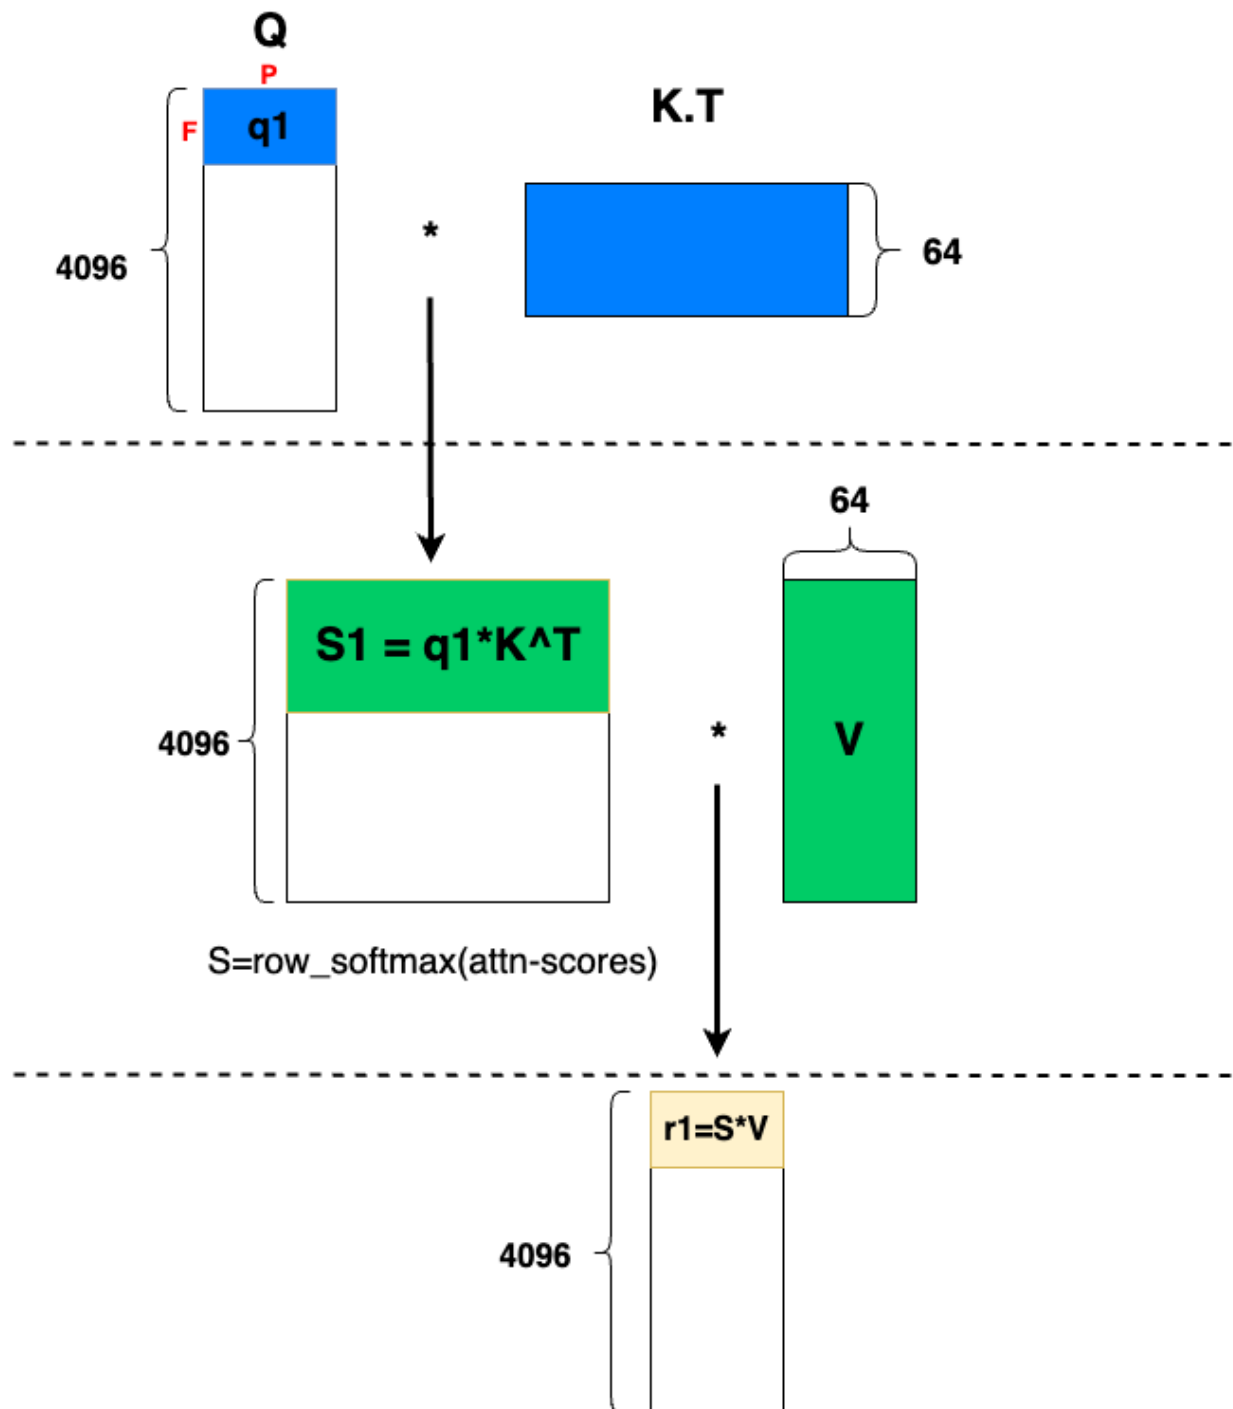 Q
P
F
q1
K.T
4096
*
64
64
S1 = q1*K^T
4096
*
V
S=row_softmax(attn-scores)
r1=S*V
4096